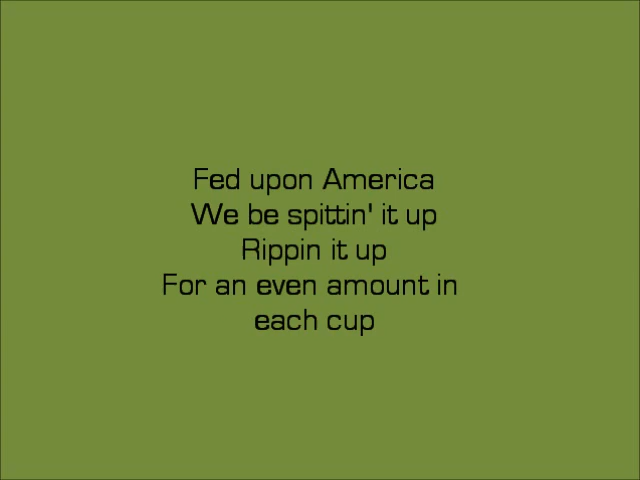 Fed upon America
We be spittin' it up
Rippin it up
For an even amount in
each cup